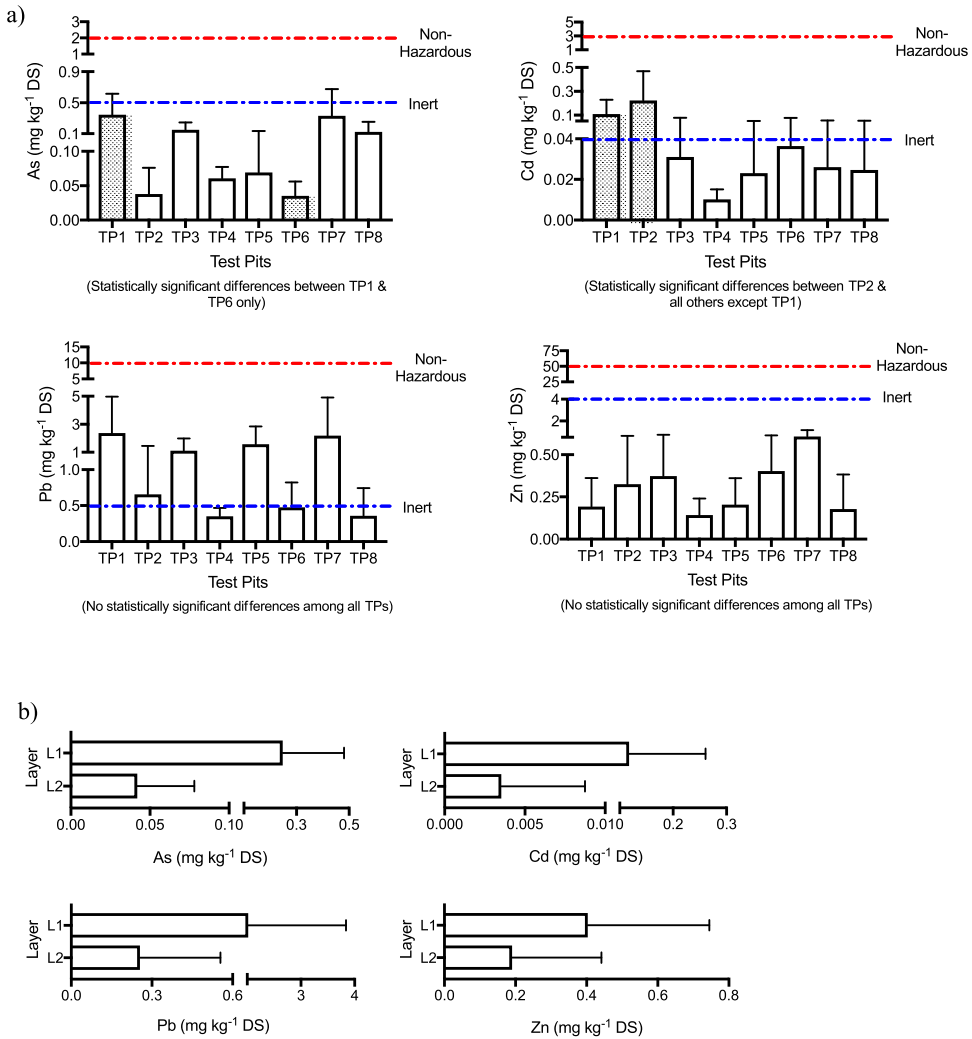 a)
3
2
1
0.9
0.5
0.1
0.10
0.05
0.00
As (mg kg-1 DS)
Non-
Hazardous
Inert
TP1 TP2 TP3 TP4 TP5 TP6 TP7 TP8
Test Pits
(Statistically significant differences between TP1 &
TP6 only)
5
3
1
0.5
0.3
0.1
0.04
0.02
0.00
Cd (mg kg-1 DS)
Non-
Hazardous
Inert
TP1 TP2 TP3 TP4 TP5 TP6 TP7 TP8
Test Pits
(Statistically significant differences between TP2 &
all others except TP1)
15
10
5
5
3
1
1.0
0.5
0.0
Pb (mg kg-1 DS)
Non-
Hazardous
Inert
TP1 TP2 TP3 TP4 TP5 TP6 TP7 TP8
Test Pits
(No statistically significant differences among all TPs)
75
50
25
4
2
0.50
0.25
0.00
Zn (mg kg-1 DS)
Non-
Hazardous
Inert
TP1 TP2 TP3 TP4 TP5 TP6 TP7 TP8
Test Pits
(No statistically significant differences among all TPs)
b)
Layer
L1
L2
0.00 0.05 0.10 0.3 0.5
As (mg kg-1 DS)
Layer
L1
L2
0.000 0.005 0.010 0.2 0.3
Cd (mg kg-1 DS)
Layer
L1
L2
0.0 0.3 0.6 3 4
Pb (mg kg-1 DS)
Layer
L1
L2
0.0 0.2 0.4 0.6 0.8
Zn (mg kg-1 DS)